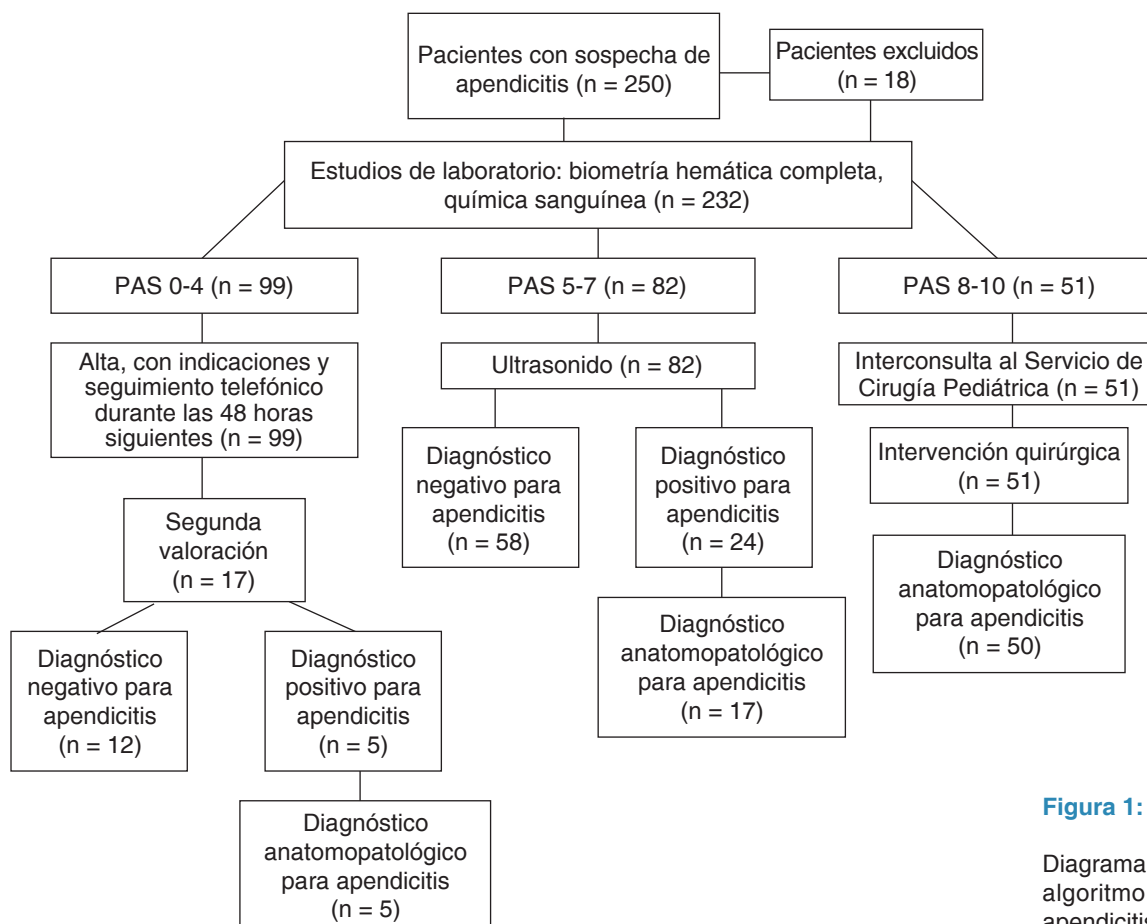 Pacientes con sospecha de
apendicitis (n = 250)
Pacientes excluidos
(n = 18)
Estudios de laboratorio: biometría hemática completa,
química sanguínea (n = 232)
PAS 0-4 (n = 99)
PAS 5-7 (n = 82)
PAS 8-10 (n = 51)
Alta, con indicaciones y
seguimiento telefónico
durante las 48 horas
siguientes (n = 99)
Ultrasonido (n = 82)
Interconsulta al Servicio de
Cirugía Pediátrica (n = 51)
Diagnóstico
negativo para
apendicitis
(n = 58)
Diagnóstico
positivo para
apendicitis
(n = 24)
Intervención quirúrgica
(n = 51)
Segunda
valoración
(n = 17)
Diagnóstico
anatomopatológico
para apendicitis
(n = 17)
Diagnóstico
anatomopatológico
para apendicitis
(n = 50)
Diagnóstico
negativo para
apendicitis
(n = 12)
Diagnóstico
positivo para
apendicitis
(n = 5)
Diagnóstico
anatomopatológico
para apendicitis
(n = 5)
Figura 1:
Diagrama
algoritmo
apendicitis